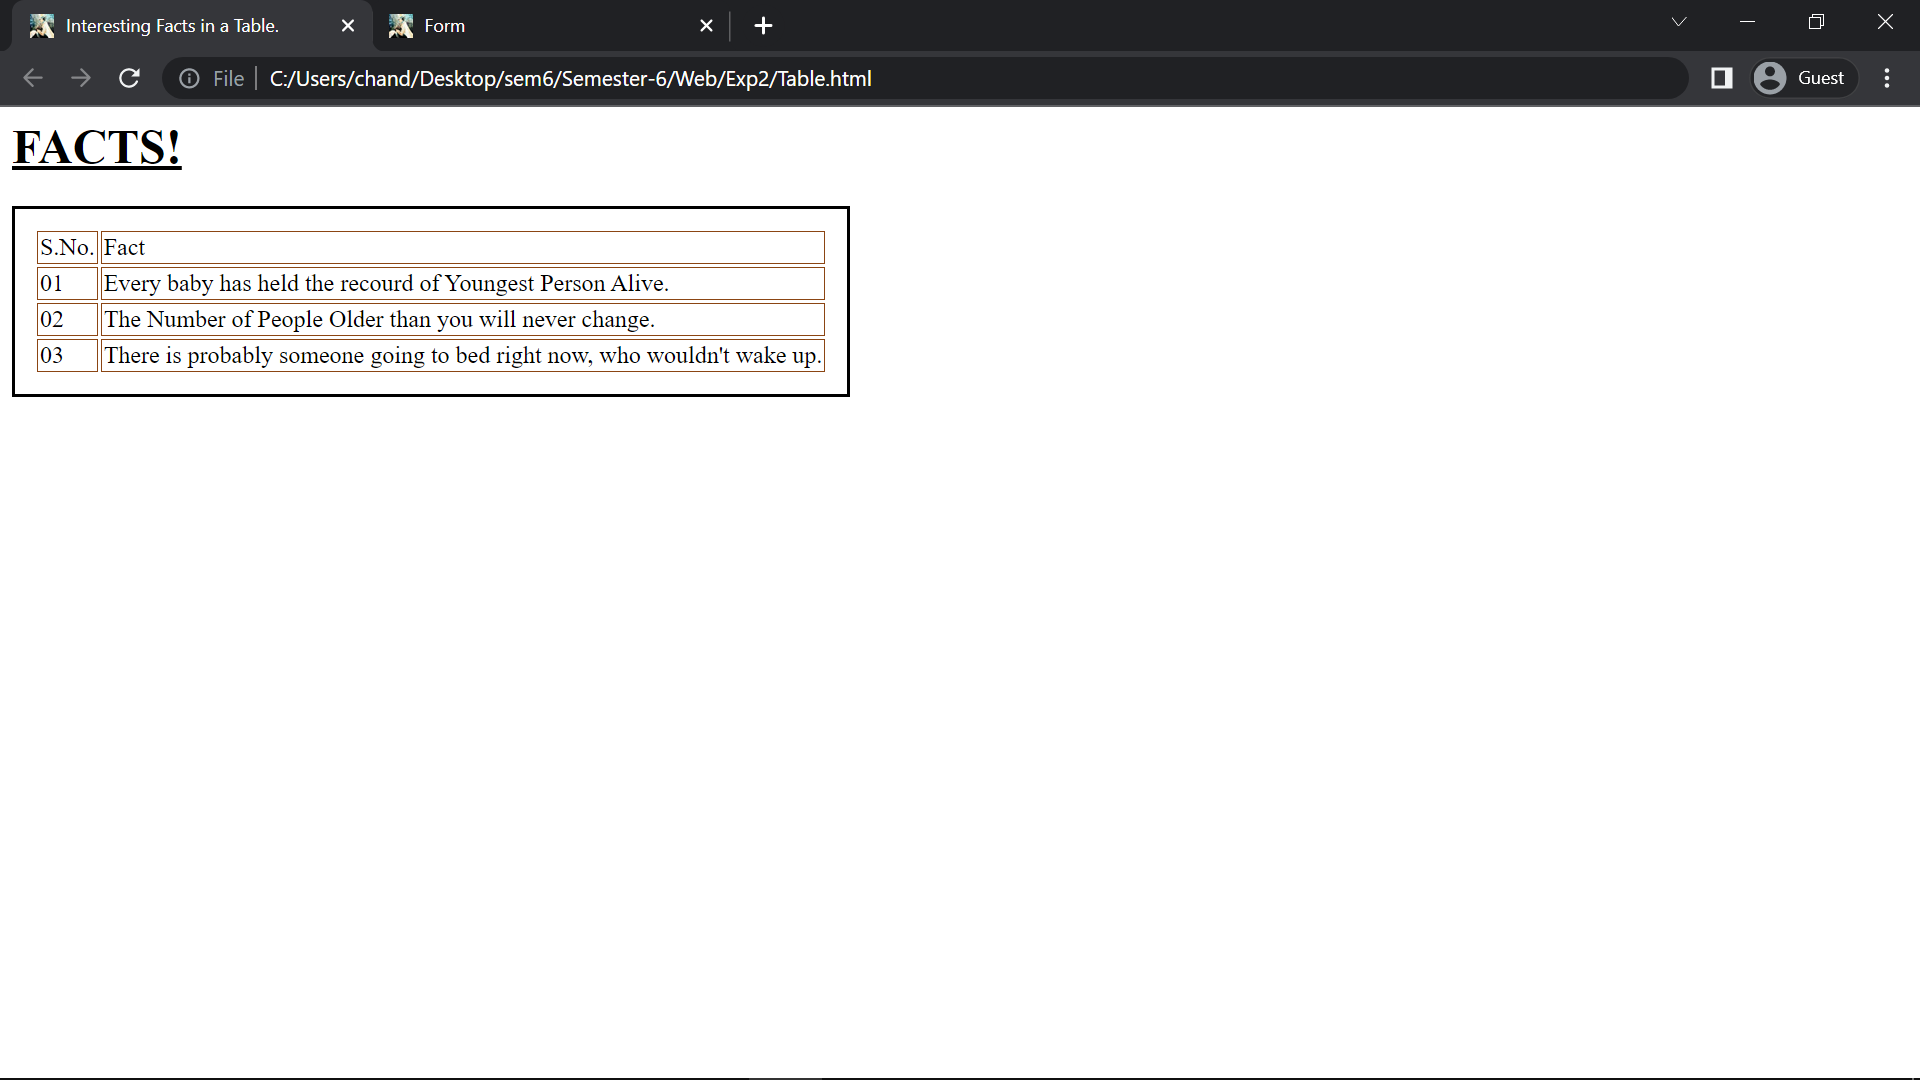 Interesting Facts in a Table.
Form
File
C:/Users/chand/Desktop/sem6/Semester-6/Web/Exp2/Table.html
Guest
FACTS!
S.No. Fact
01 Every baby has held the recourd of Youngest Person Alive.
02 The Number of People Older than you will never change.
03 There is probably someone going to bed right now, who wouldn't wake up.